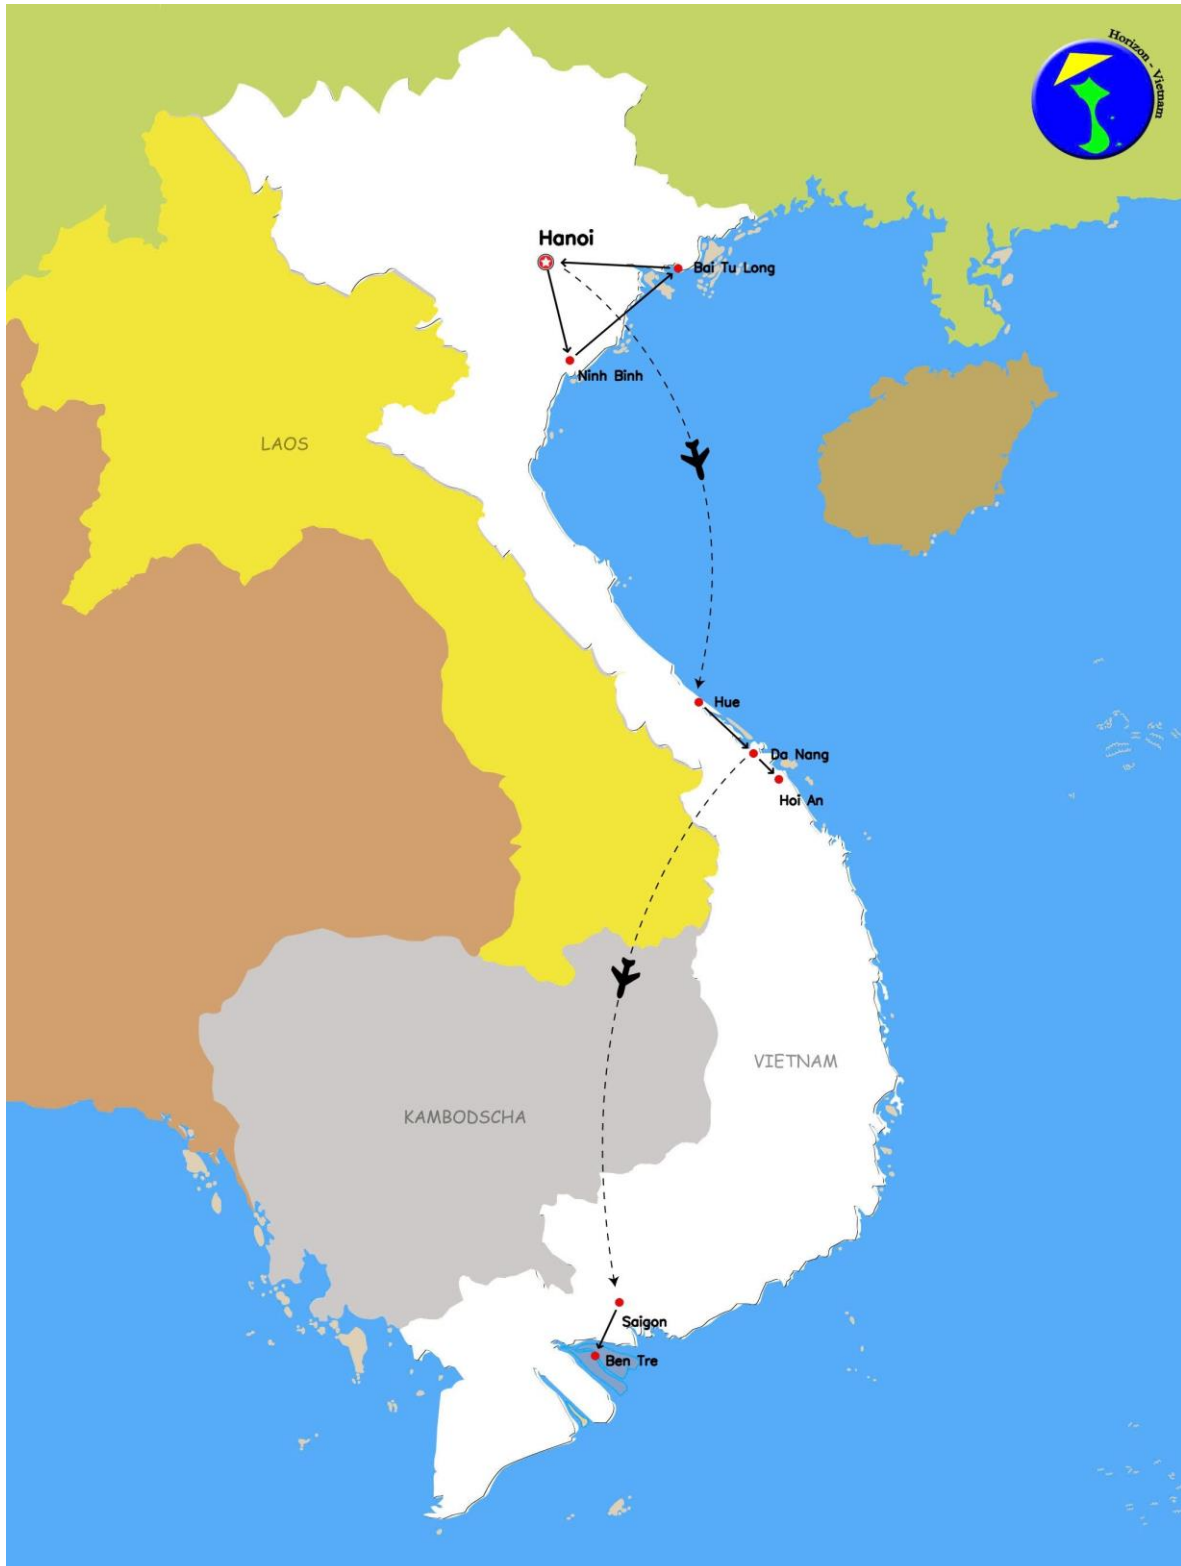 Horizon - Vietnam
Hanoi
Bai Tu Long
Ninh Binh
LAOS
Hue
Da Nang
Hoi An
VIETNAM
KAMBODSCHA
Saigon
Ben Tre